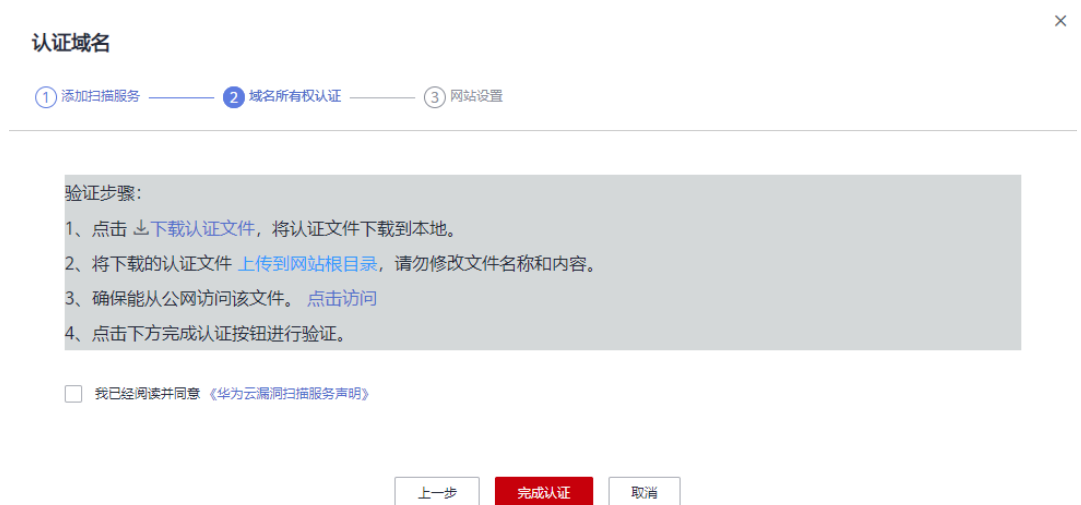 认证域名
1 添加扫描服务 2 域名所有权认证 3 网站设置
验证步骤：
1、点击 下载认证文件，将认证文件下载到本地。
2、将下载的认证文件 上传到网站根目录，请勿修改文件名称和内容。
3、确保能从公网访问该文件。 点击访问
4、点击下方完成认证按钮进行验证。
我已经阅读并同意 《华为云漏洞扫描服务声明》
上一步 完成认证 取消